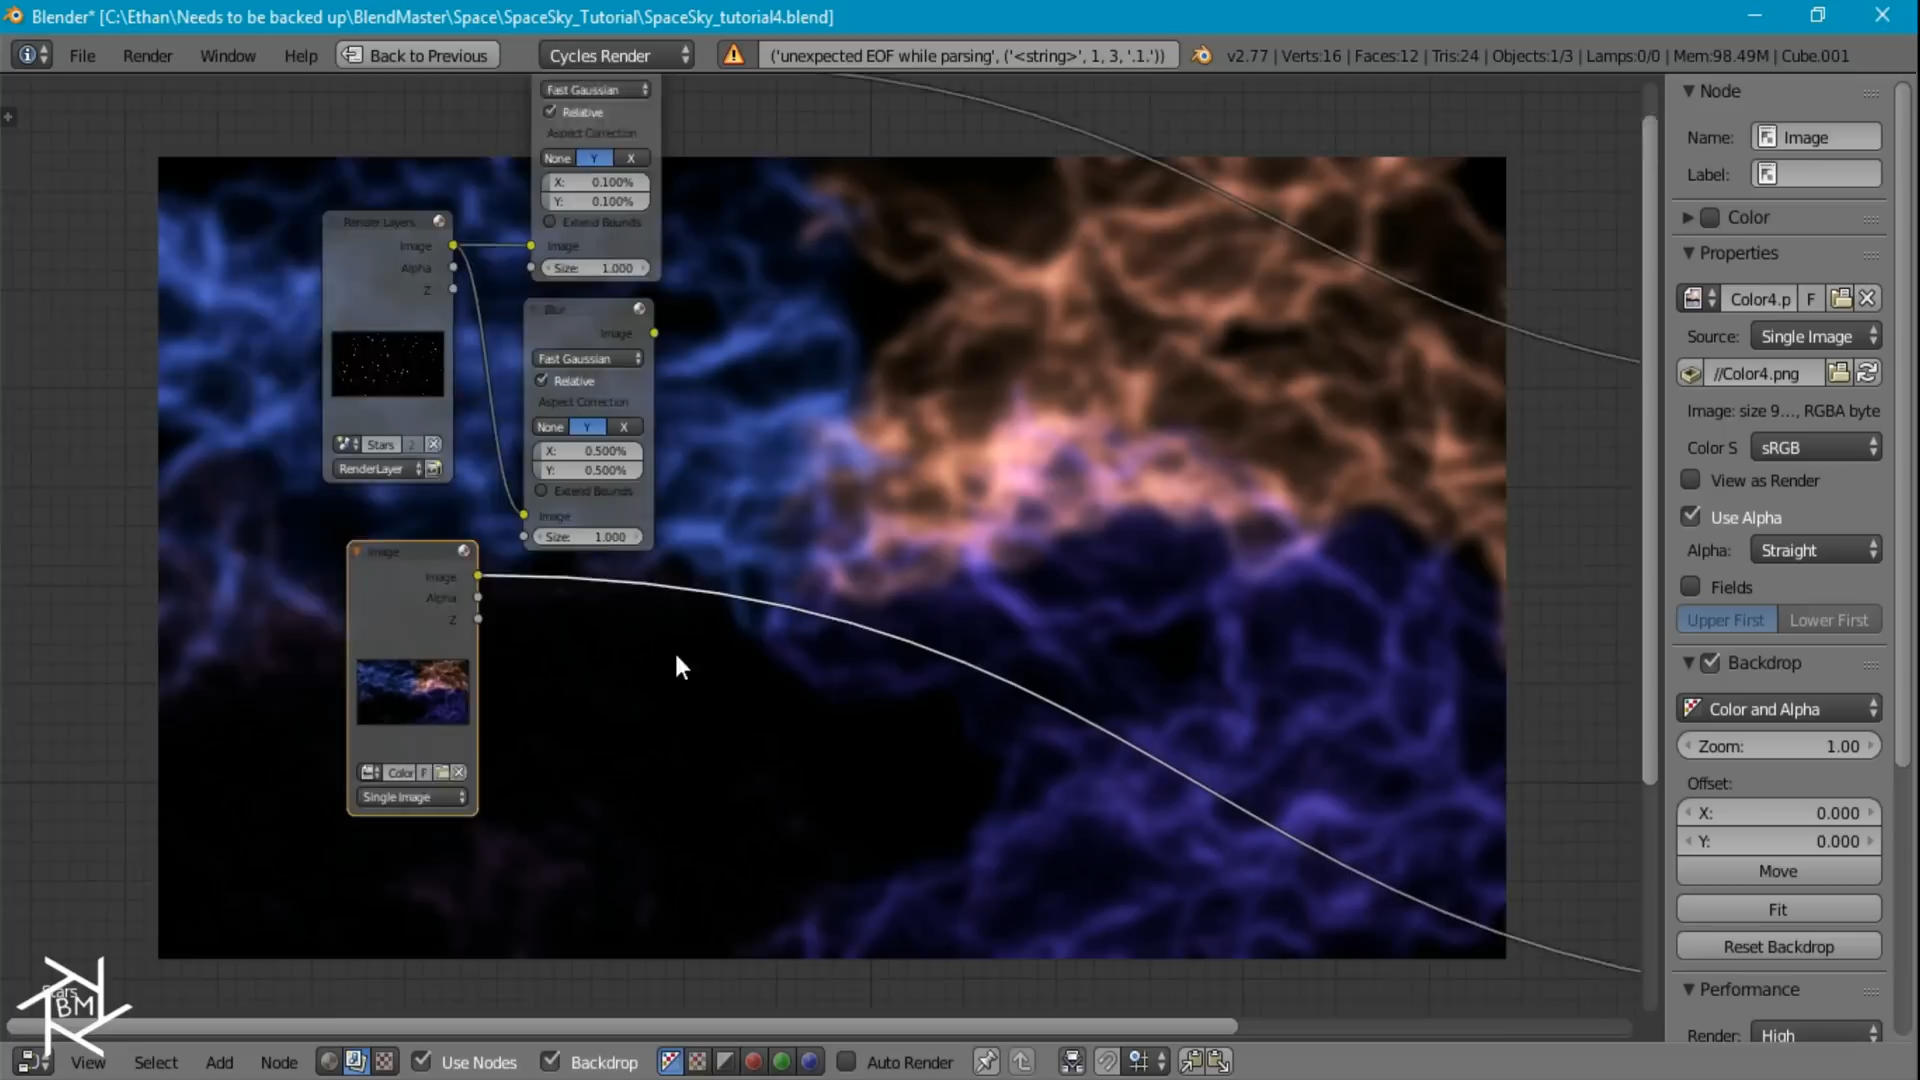 Blender* [C:\Ethan\Needs to be backed up\BlendMaster\Space\SpaceSky_Tutorial\SpaceSky_tutorial4.blend]
File Render Window Help Back to Previous Cycles Render ('unexpected EOF while parsing', ('<string>', 1, 3, '.1.')) v2.77 | Verts:16 | Faces:12 | Tris:24 | Objects:1/3 | Lamps:0/0 | Mem:98.49M | Cube.001
Fast Gaussian
Relative
Aspect Correction
None Y X
X: 0.100%
Y: 0.100%
Extend Bounds
Image
Size: 1.000
Render Layers
Image
Alpha
Z
Stars 2
RenderLayer
Blur
Image
Fast Gaussian
Relative
Aspect Correction
None Y X
X: 0.500%
Y: 0.500%
Extend Bounds
Image
Size: 1.000
Image
Image
Alpha
Z
Color F
Single Image
Node
Name: Image
Label:
Color
Properties
Color4.p F
Source: Single Image
//Color4.png
Image: size 9..., RGBA byte
Color S sRGB
View as Render
Use Alpha
Alpha: Straight
Fields
Upper First Lower First
Backdrop
Color and Alpha
Zoom: 1.00
Offset:
X: 0.000
Y: 0.000
Move
Fit
Reset Backdrop
Performance
Render: High
Stars
BM
View Select Add Node Use Nodes Backdrop Auto Render